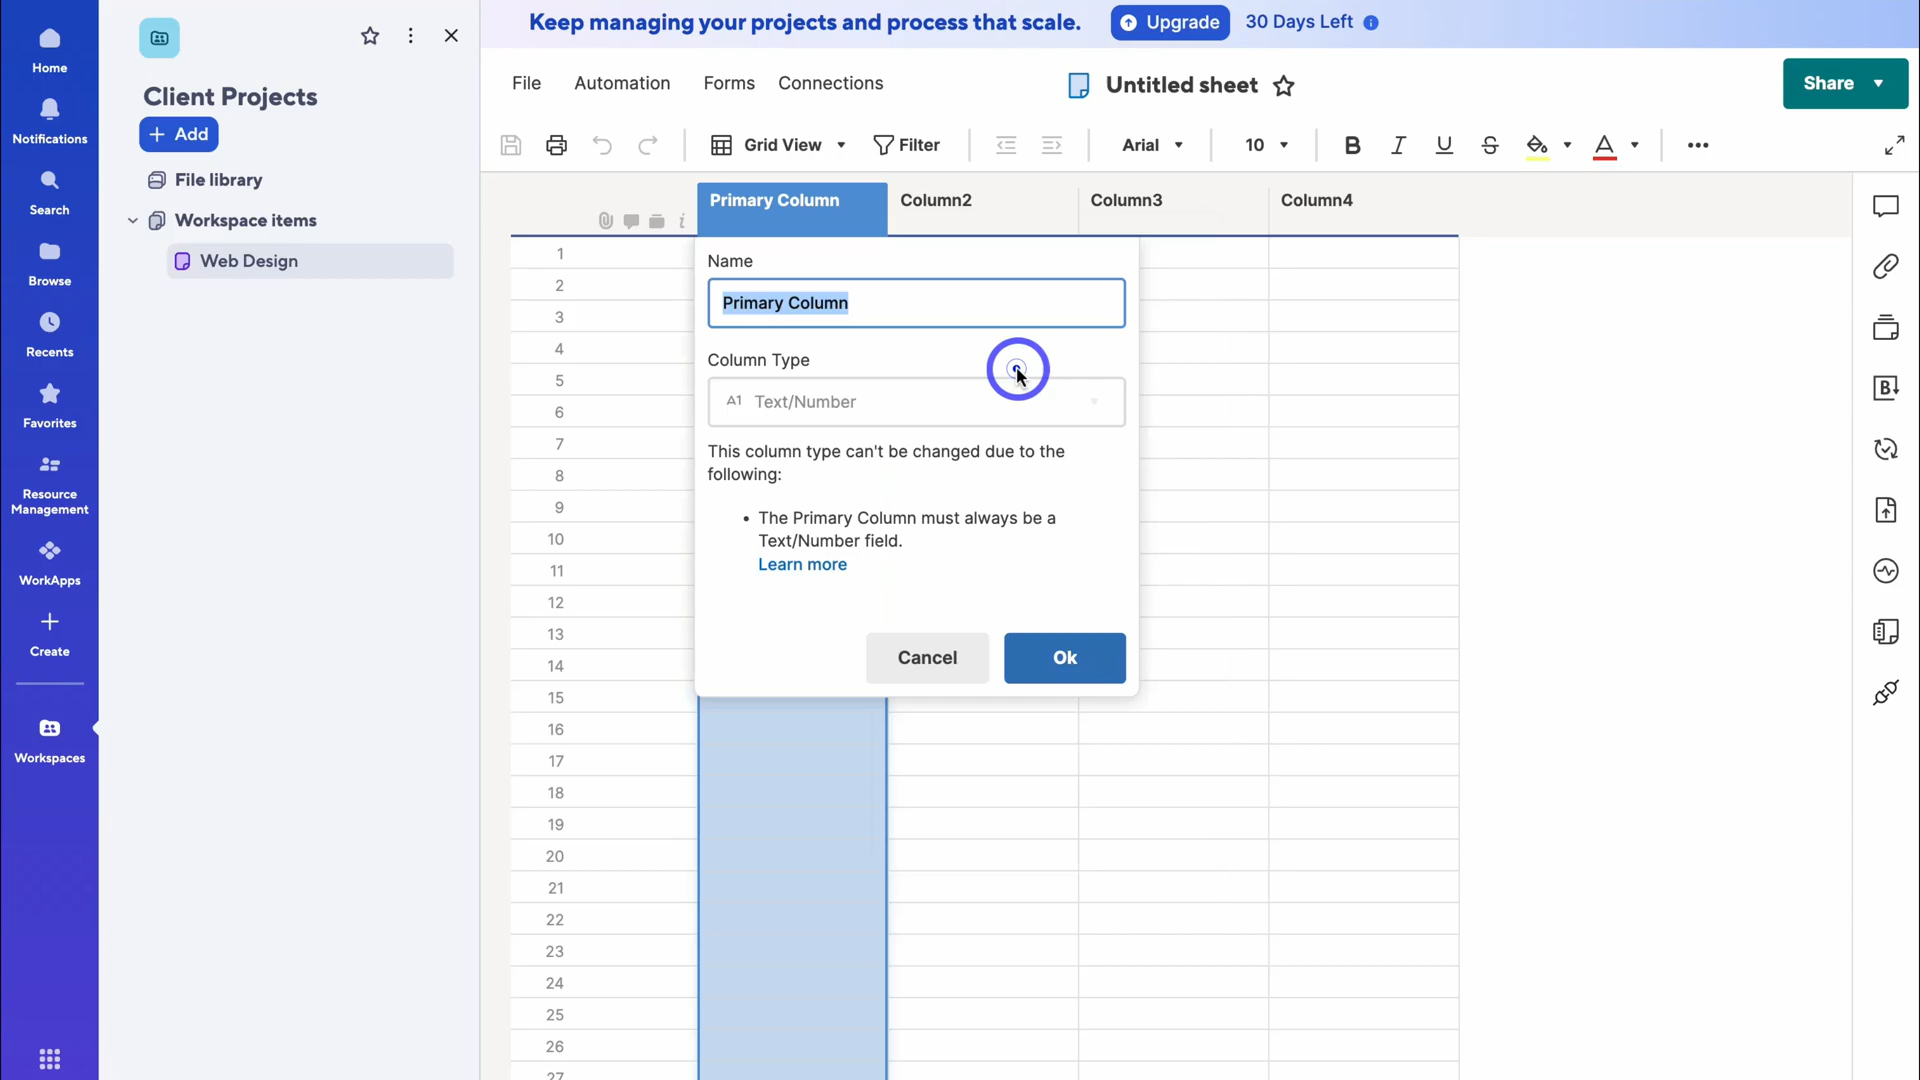 Keep managing your projects and process that scale.
Upgrade
30 Days Left
Home
Notifications
Search
Browse
Recents
Favorites
Resource
Management
WorkApps
Create
Workspaces
Client Projects
Add
File library
Workspace items
Web Design
File
Automation
Forms
Connections
Untitled sheet
Share
Grid View
Filter
Arial
10
B
I
U
S
A
Primary Column
Column2
Column3
Column4
1
2
3
4
5
6
7
8
9
10
11
12
13
14
15
16
17
18
19
20
21
22
23
24
25
26
27
Name
Primary Column
Column Type
A1 Text/Number
This column type can't be changed due to the
following:
• The Primary Column must always be a
Text/Number field.
Learn more
Cancel
Ok